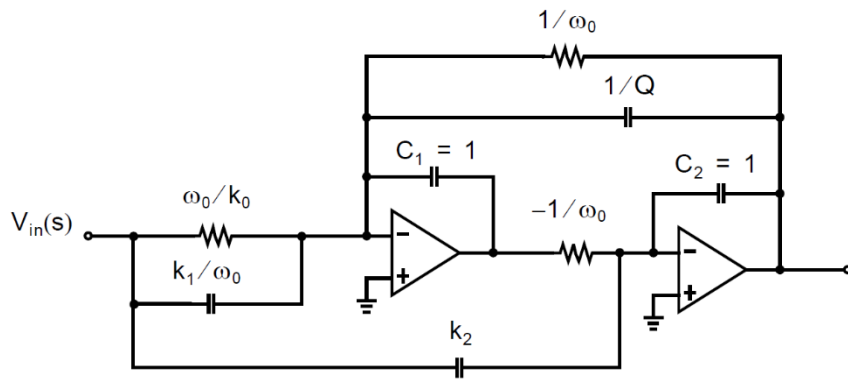 1/ω₀
1/Q
C₁ = 1
C₂ = 1
ω₀/k₀
Vin(s)
−1/ω₀
k₁/ω₀
k₂
−
+
−
+